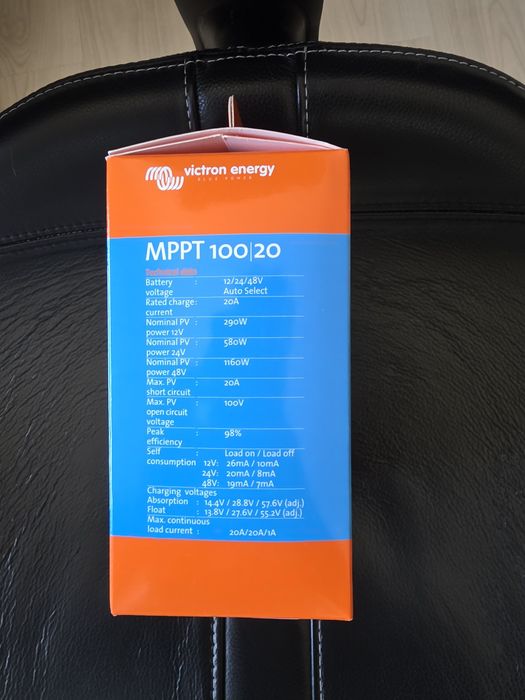 victron energy
BLUE POWER
MPPT 100|20
Technical data
Battery : 12/24/48V
voltage Auto Select
Rated charge: 20A
current
Nominal PV : 290W
power 12V
Nominal PV : 580W
power 24V
Nominal PV : 1160W
power 48V
Max. PV : 20A
short circuit
Max. PV : 100V
open circuit
voltage
Peak : 98%
efficiency
Self : Load on / Load off
consumption 12V: 26mA / 10mA
24V: 20mA / 8mA
48V: 19mA / 7mA
Charging voltages
Absorption : 14.4V / 28.8V / 57.6V (adj.)
Float : 13.8V / 27.6V / 55.2V (adj.)
Max. continuous
load current : 20A/20A/1A